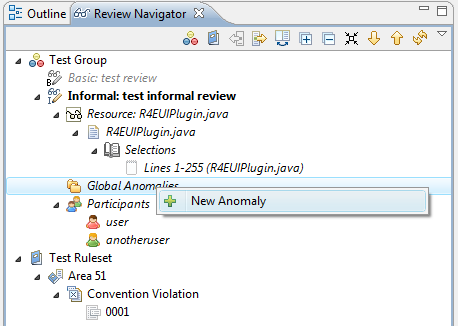 Outline Review Navigator
Test Group
Basic: test review
Informal: test informal review
Resource: R4EUIPlugin.java
R4EUIPlugin.java
Selections
Lines 1-255 (R4EUIPlugin.java)
Global Anomalies
New Anomaly
Participants
user
anotheruser
Test Ruleset
Area 51
Convention Violation
0001